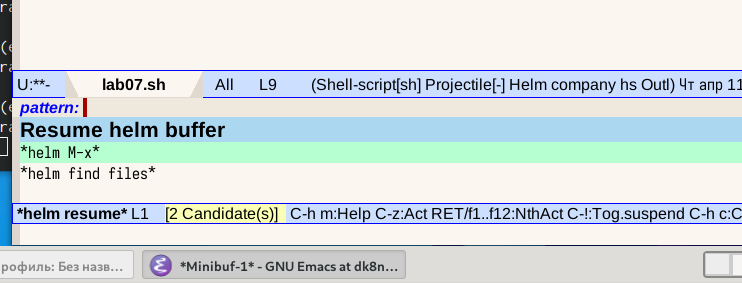 U:**- lab07.sh All L9 (Shell-script[sh] Projectile[-] Helm company hs Outl) Чт апр 11
pattern:
Resume helm buffer
*helm M-x*
*helm find files*
*helm resume* L1 [2 Candidate(s)] C-h m:Help C-z:Act RET/f1..f12:NthAct C-!:Tog.suspend C-h c:C
рофиль: Без назв... *Minibuf-1* - GNU Emacs at dk8n...